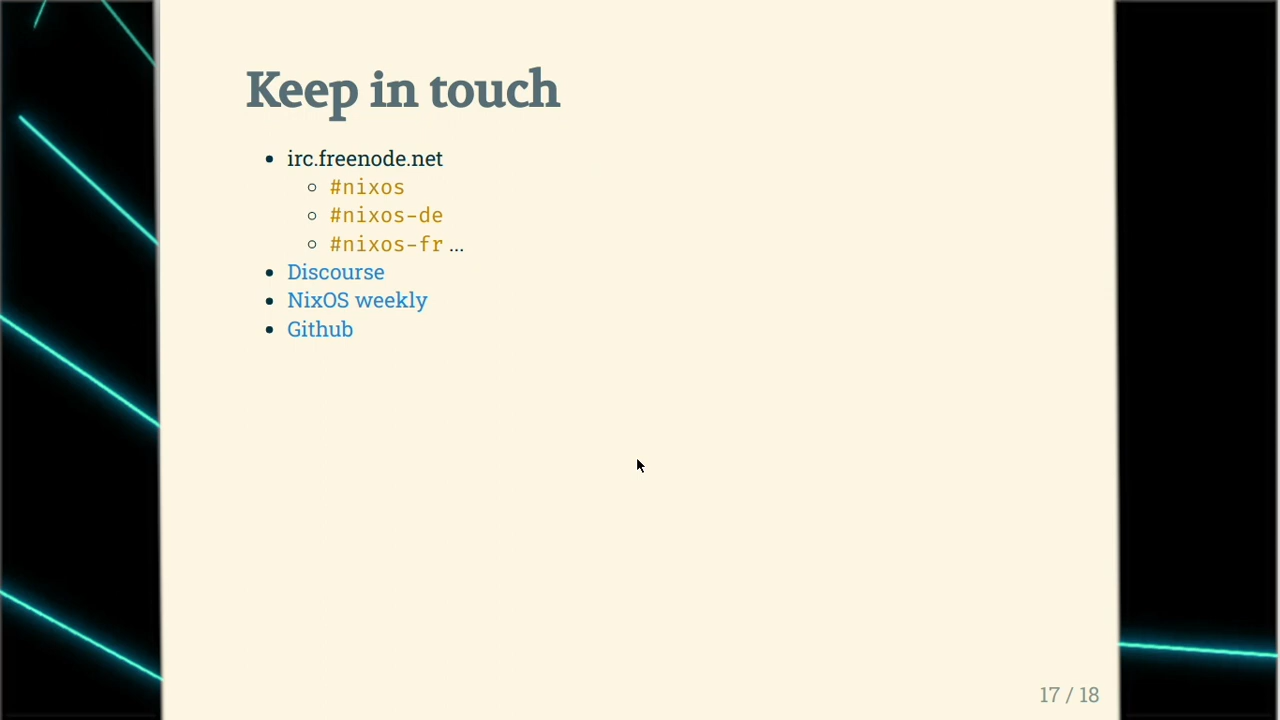 Keep in touch
irc.freenode.net
#nixos
#nixos-de
#nixos-fr ...
Discourse
NixOS weekly
Github
17 / 18